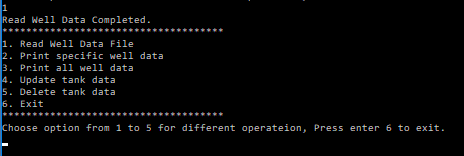 1
Read Well Data Completed.
*************************************
1. Read Well Data File
2. Print specific well data
3. Print all well data
4. Update tank data
5. Delete tank data
6. Exit
*************************************
Choose option from 1 to 5 for different operateion, Press enter 6 to exit.